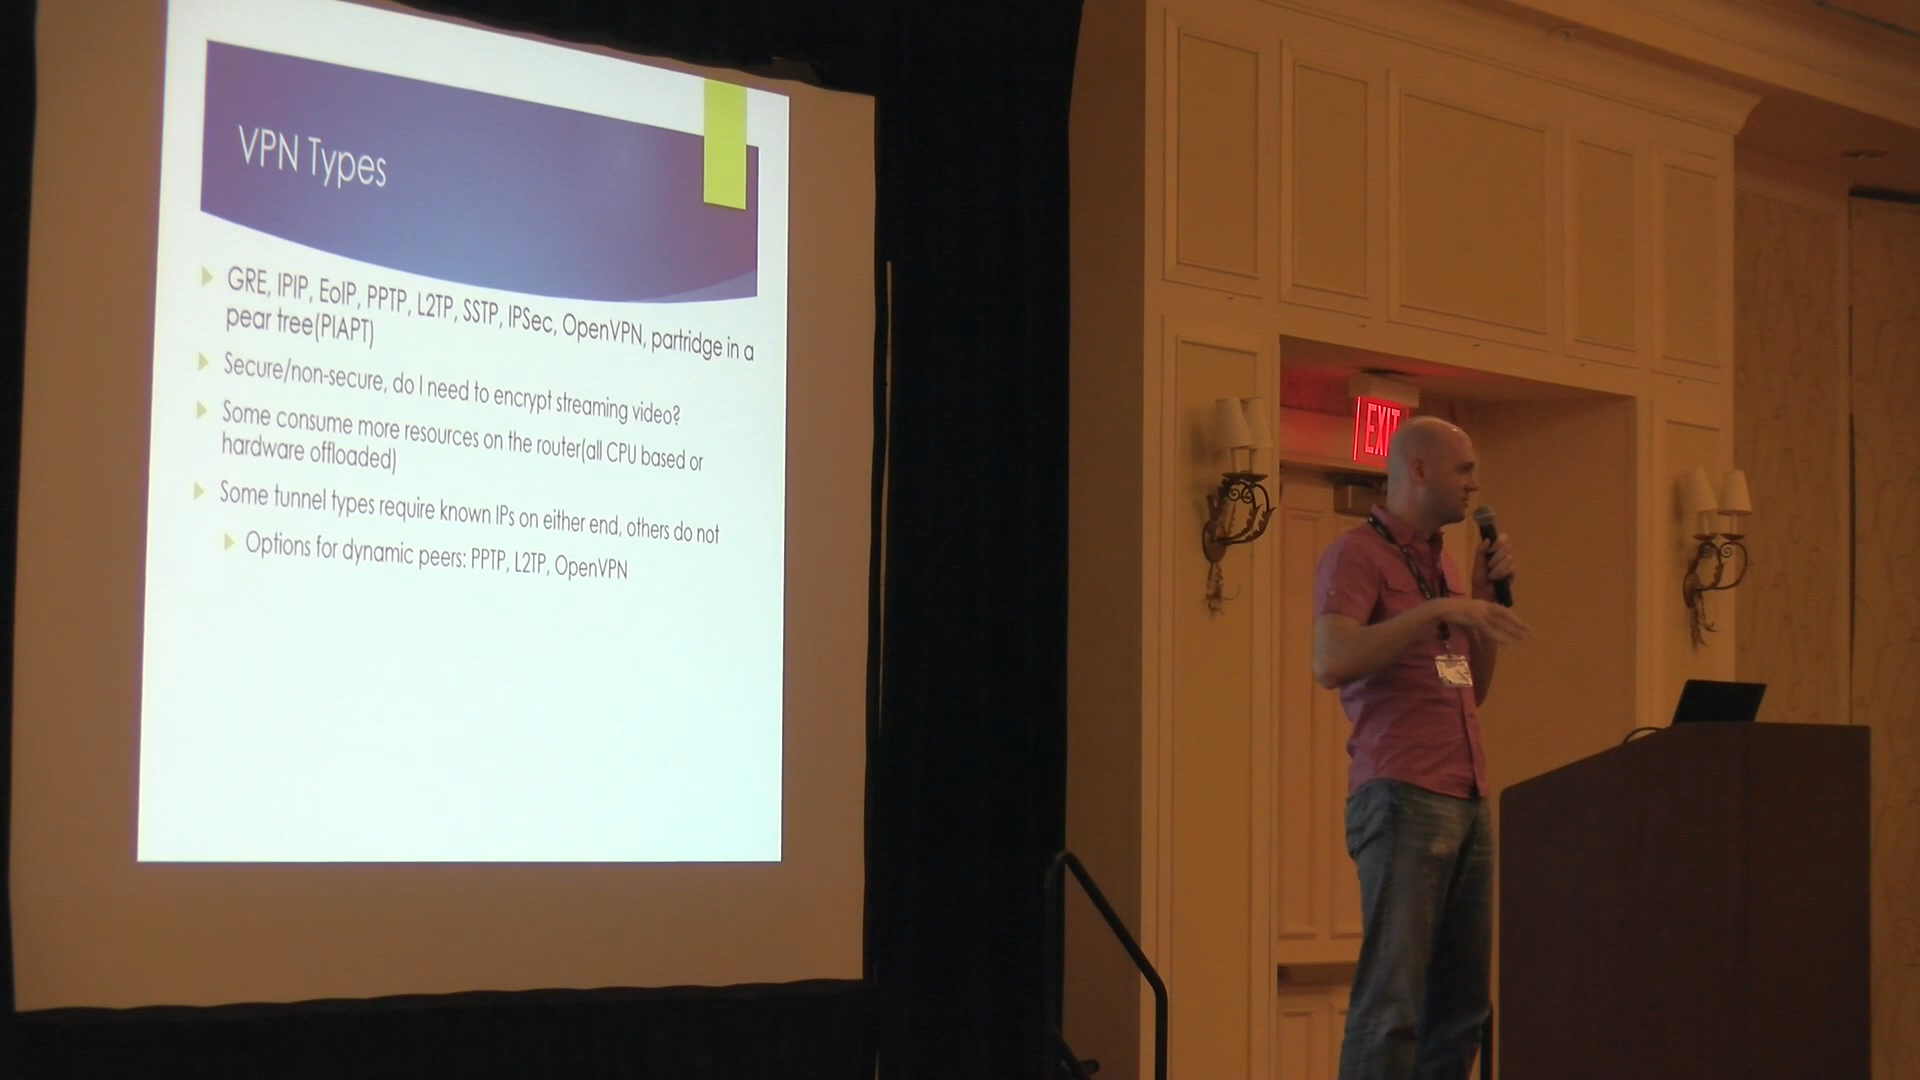 VPN Types
GRE, IPIP, EoIP, PPTP, L2TP, SSTP, IPSec, OpenVPN, partridge in a
pear tree(PIAPT)
Secure/non-secure, do I need to encrypt streaming video?
Some consume more resources on the router(all CPU based or
hardware offloaded)
Some tunnel types require known IPs on either end, others do not
Options for dynamic peers: PPTP, L2TP, OpenVPN
EXIT